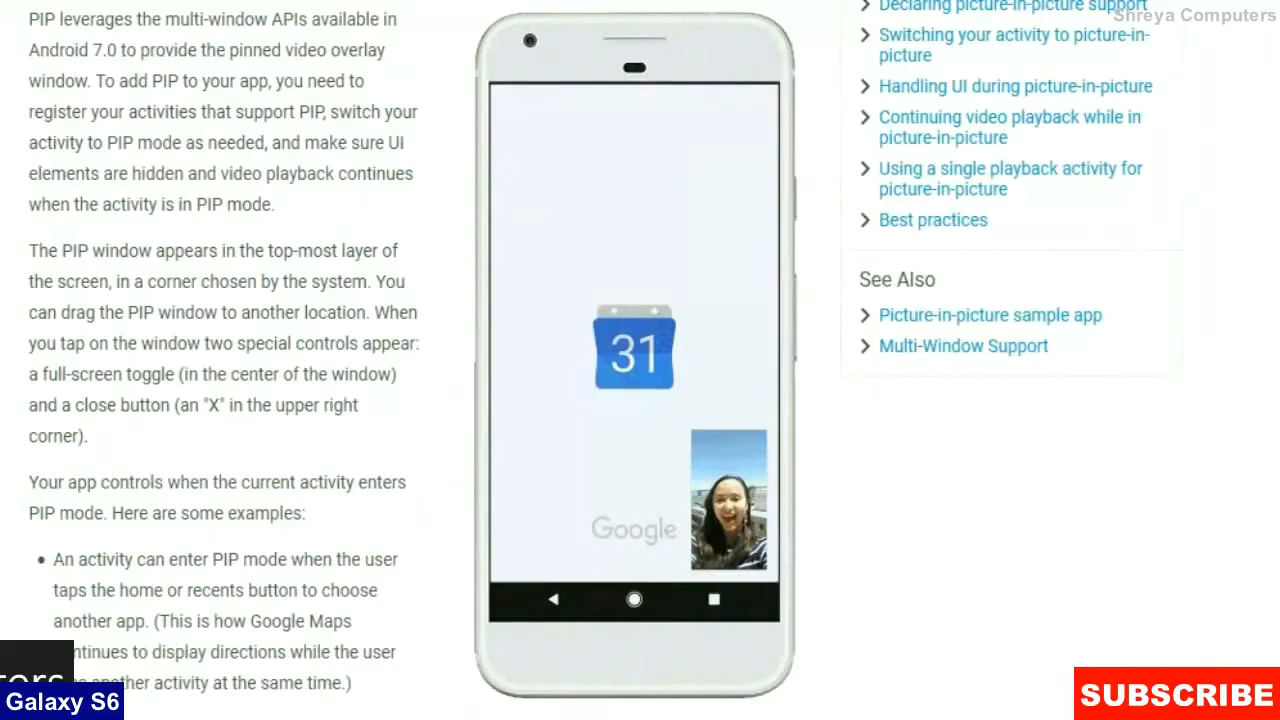 PIP leverages the multi-window APIs available in
Android 7.0 to provide the pinned video overlay
window. To add PIP to your app, you need to
register your activities that support PIP, switch your
activity to PIP mode as needed, and make sure UI
elements are hidden and video playback continues
when the activity is in PIP mode.
The PIP window appears in the top-most layer of
the screen, in a corner chosen by the system. You
can drag the PIP window to another location. When
you tap on the window two special controls appear:
a full-screen toggle (in the center of the window)
and a close button (an "X" in the upper right
corner).
Your app controls when the current activity enters
PIP mode. Here are some examples:
• An activity can enter PIP mode when the user
taps the home or recents button to choose
another app. (This is how Google Maps
to display directions while the user
activity at the same time.)
Galaxy S6
31
Google
Shreya Computers
Declaring picture-in-picture support
Switching your activity to picture-in-
picture
Handling UI during picture-in-picture
Continuing video playback while in
picture-in-picture
Using a single playback activity for
picture-in-picture
Best practices
See Also
Picture-in-picture sample app
Multi-Window Support
SUBSCRIBE